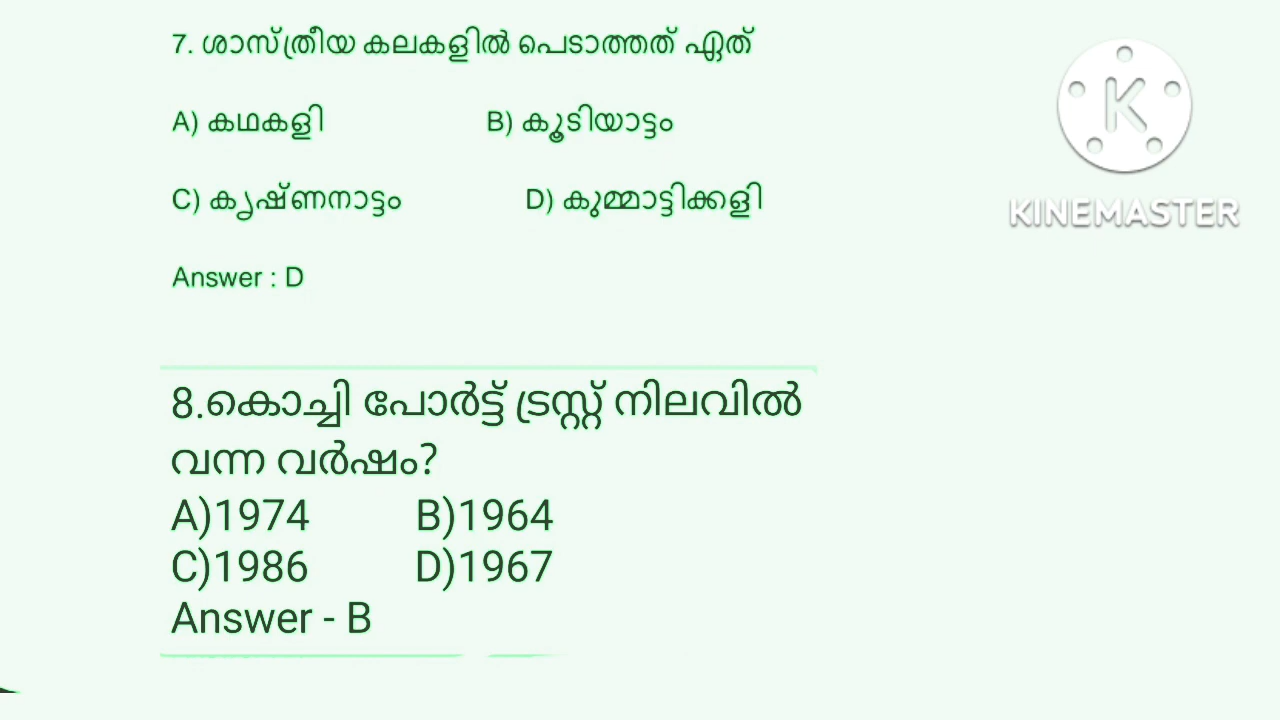 7. ശാസ്ത്രീയ കലകളിൽ പെടാത്തത് ഏത്
A) കഥകളി B) കൂടിയാട്ടം
C) കൃഷ്ണനാട്ടം D) കുമ്മാട്ടിക്കളി
Answer : D
8.കൊച്ചി പോർട്ട് ട്രസ്റ്റ് നിലവിൽ
വന്ന വർഷം?
A)1974 B)1964
C)1986 D)1967
Answer - B
K
KINEMASTER